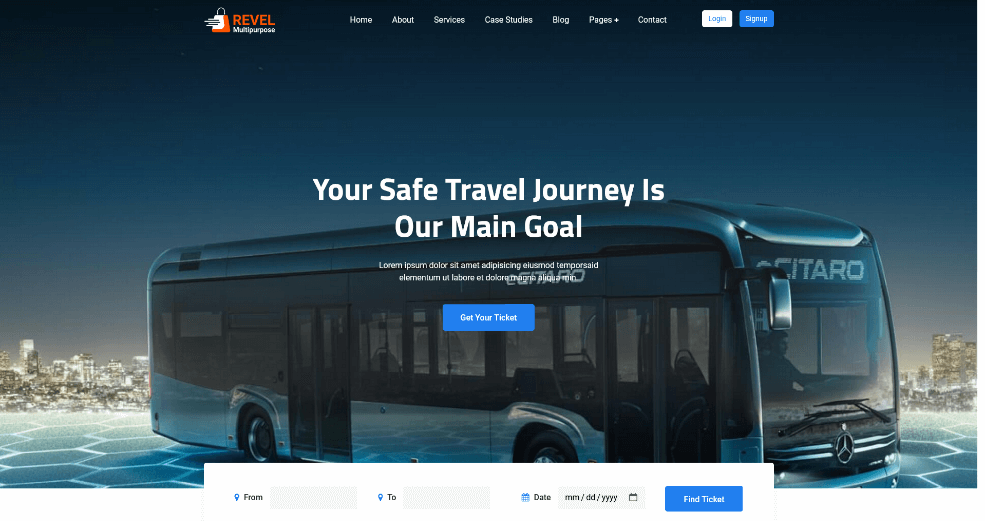 REVEL
Multipurpose
Home About Services Case Studies Blog Pages + Contact
Login Signup
Your Safe Travel Journey Is
Our Main Goal
Lorem ipsum dolor sit amet adipisicing eiusmod temporsaid
elementum ut labore et dolore magna aliqua min.
eCITARO
eCITARO
Get Your Ticket
From To Date mm/dd/yyyy Find Ticket